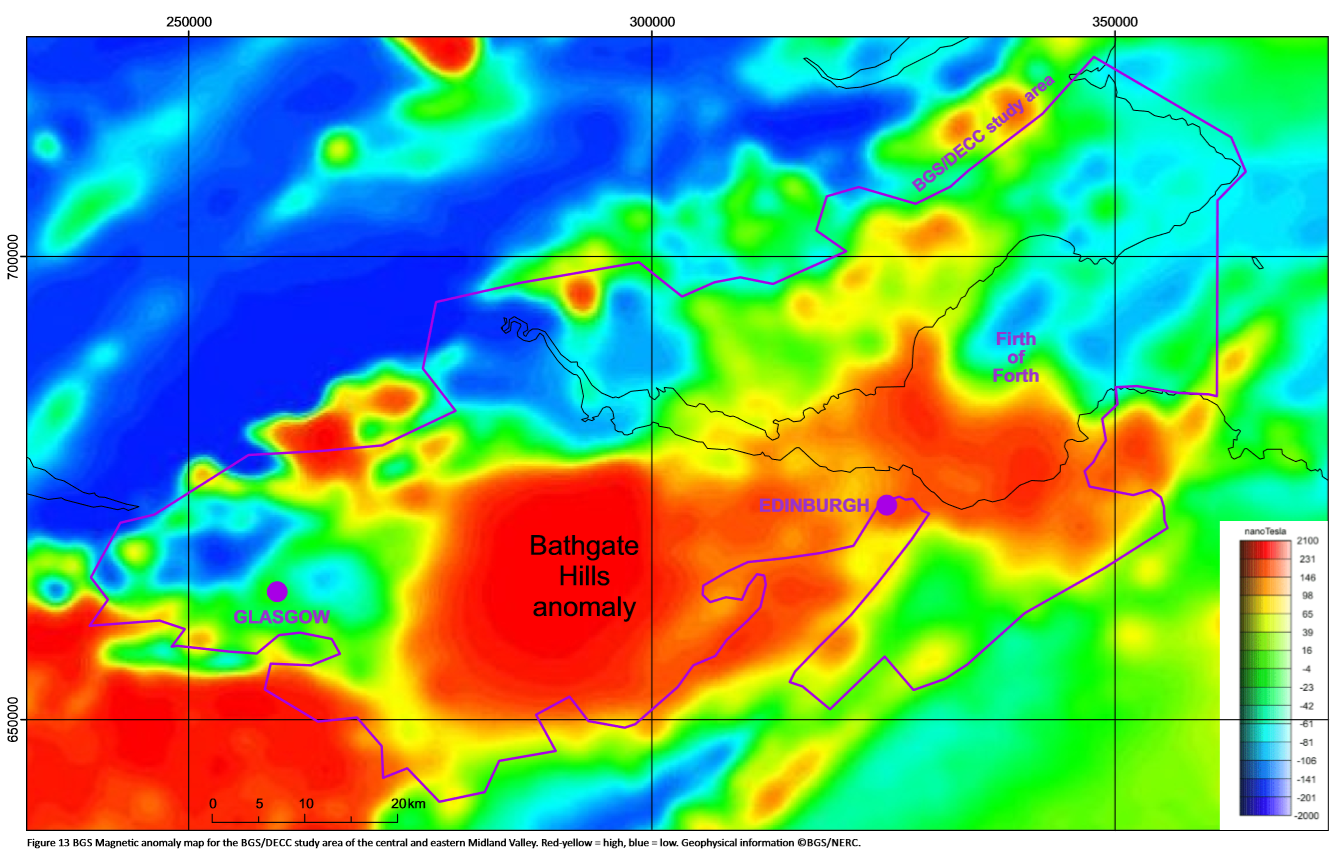 250000 300000 350000
BGS/DECC study area
700000
Firth
of
Forth
EDINBURGH
Bathgate
Hills
anomaly
GLASGOW
650000
0 5 10 20km
nanoTesla
2100
231
146
98
65
39
16
-4
-23
-42
-61
-81
-106
-141
-201
-2000
Figure 13 BGS Magnetic anomaly map for the BGS/DECC study area of the central and eastern Midland Valley. Red-yellow = high, blue = low. Geophysical information ©BGS/NERC.